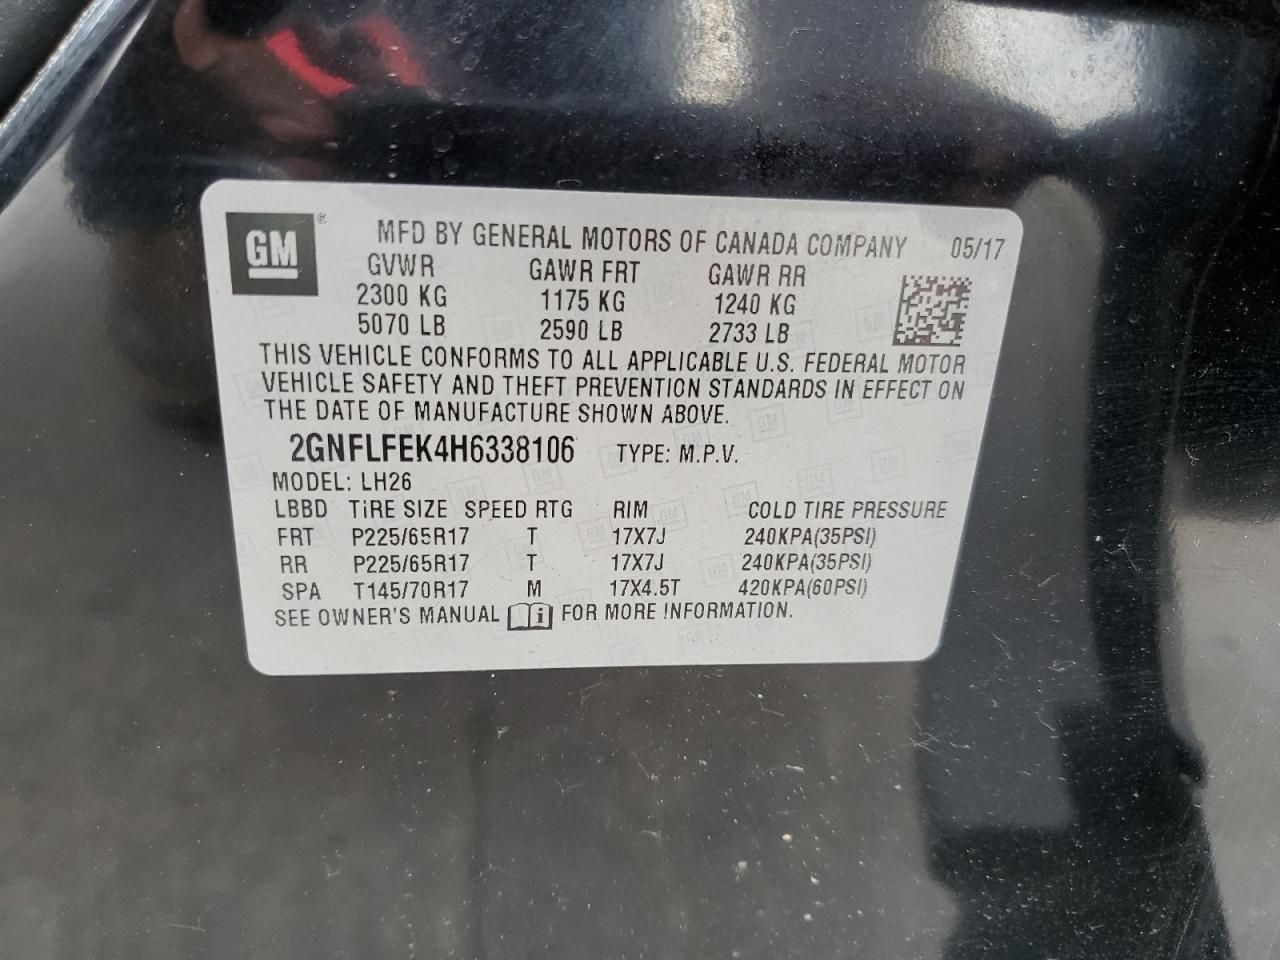 GM ® MFD BY GENERAL MOTORS OF CANADA COMPANY 05/17
GVWR GAWR FRT GAWR RR
2300 KG 1175 KG 1240 KG
5070 LB 2590 LB 2733 LB
THIS VEHICLE CONFORMS TO ALL APPLICABLE U.S. FEDERAL MOTOR
VEHICLE SAFETY AND THEFT PREVENTION STANDARDS IN EFFECT ON
THE DATE OF MANUFACTURE SHOWN ABOVE.
2GNFLFEK4H6338106 TYPE: M.P.V.
MODEL: LH26
LBBD TIRE SIZE SPEED RTG RIM COLD TIRE PRESSURE
FRT P225/65R17 T 17X7J 240KPA(35PSI)
RR P225/65R17 T 17X7J 240KPA(35PSI)
SPA T145/70R17 M 17X4.5T 420KPA(60PSI)
SEE OWNER'S MANUAL i FOR MORE INFORMATION.